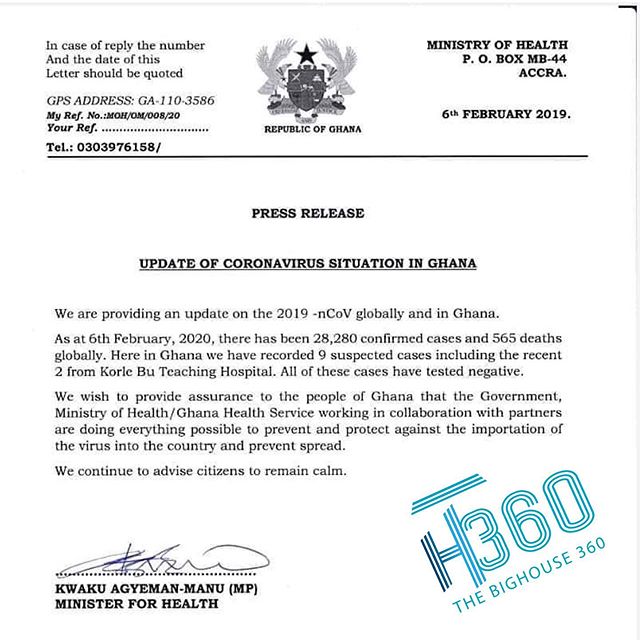 In case of reply the number
And the date of this
Letter should be quoted
GPS ADDRESS: GA-110-3586
My Ref. No.:MOH/OM/008/20
Your Ref. ..............................
Tel.: 0303976158/
REPUBLIC OF GHANA
MINISTRY OF HEALTH
P. O. BOX MB-44
ACCRA.
6th FEBRUARY 2019.
PRESS RELEASE
UPDATE OF CORONAVIRUS SITUATION IN GHANA
We are providing an update on the 2019 -nCoV globally and in Ghana.
As at 6th February, 2020, there has been 28,280 confirmed cases and 565 deaths
globally. Here in Ghana we have recorded 9 suspected cases including the recent
2 from Korle Bu Teaching Hospital. All of these cases have tested negative.
We wish to provide assurance to the people of Ghana that the Government,
Ministry of Health/Ghana Health Service working in collaboration with partners
are doing everything possible to prevent and protect against the importation of
the virus into the country and prevent spread.
We continue to advise citizens to remain calm.
KWAKU AGYEMAN-MANU (MP)
MINISTER FOR HEALTH
H360
THE BIGHOUSE 360